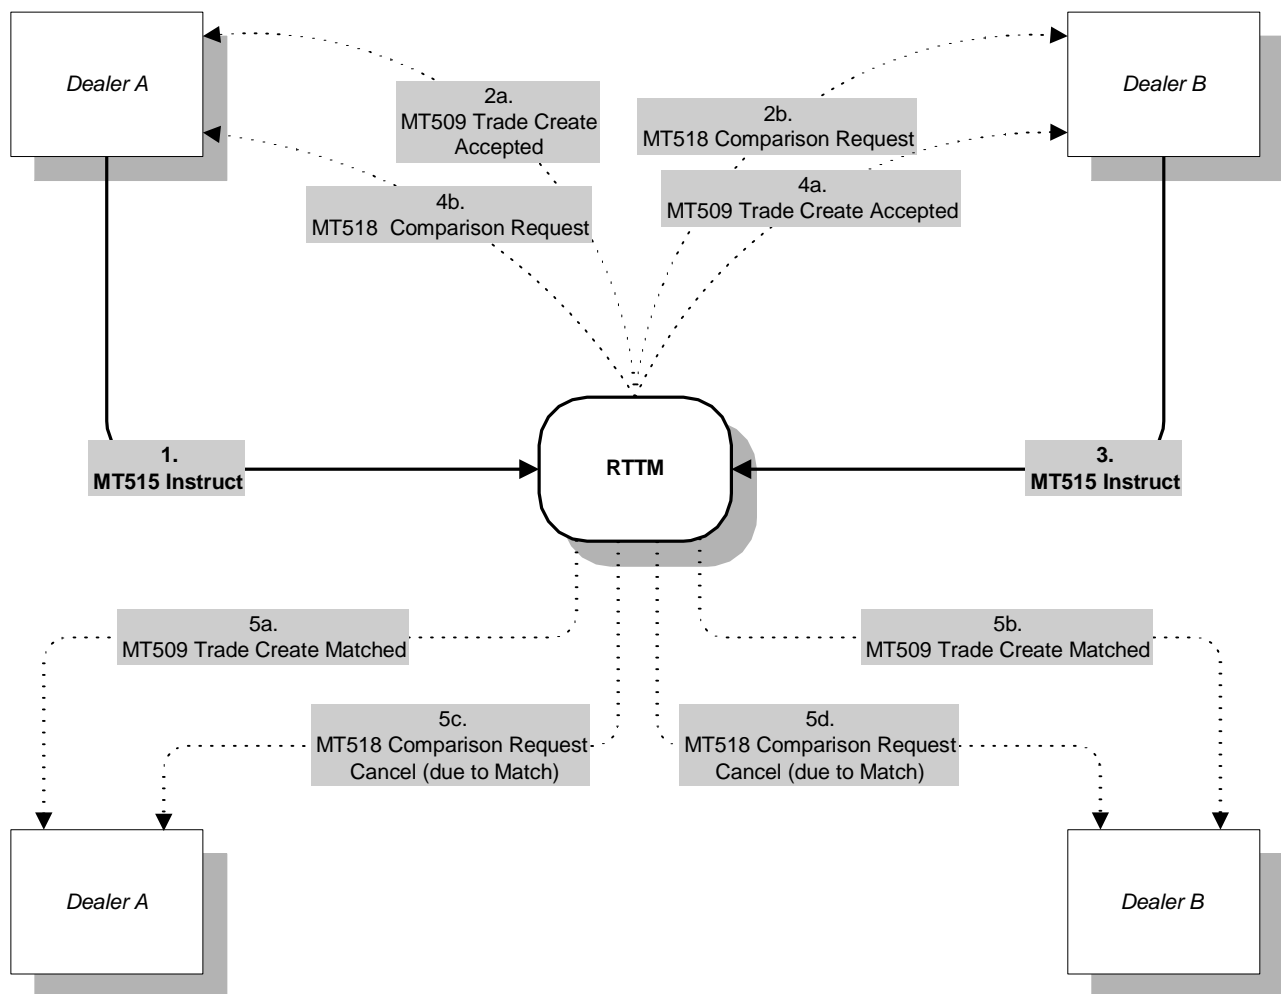 Dealer A
Dealer B
2a.
MT509 Trade Create
Accepted
2b.
MT518 Comparison Request
4b.
MT518  Comparison Request
4a.
MT509 Trade Create Accepted
1.
MT515 Instruct
RTTM
3.
MT515 Instruct
5a.
MT509 Trade Create Matched
5b.
MT509 Trade Create Matched
5c.
MT518 Comparison Request
Cancel (due to Match)
5d.
MT518 Comparison Request
Cancel (due to Match)
Dealer A
Dealer B